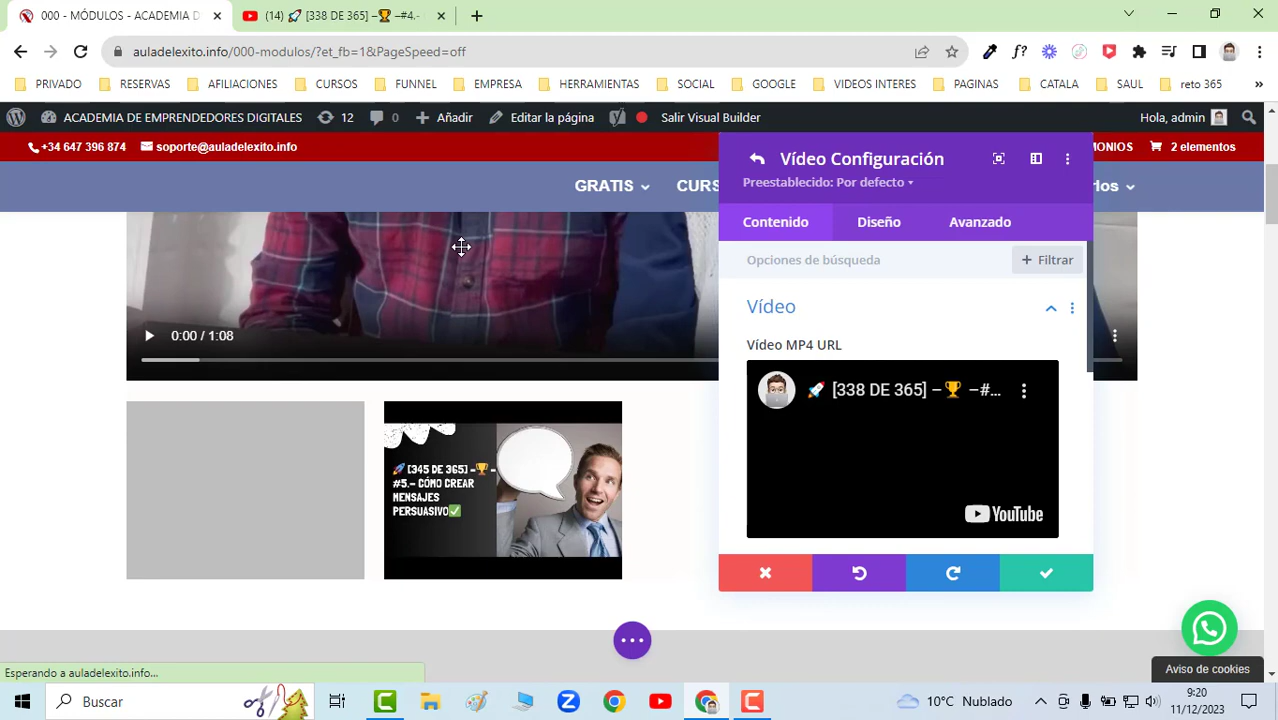 000 - MÓDULOS - ACADEMIA DE E
(14) 🚀 [338 DE 365] –🏆 –#4.-
auladelexito.info/000-modulos/?et_fb=1&PageSpeed=off
PRIVADO RESERVAS AFILIACIONES CURSOS FUNNEL EMPRESA HERRAMIENTAS SOCIAL GOOGLE VIDEOS INTERES PAGINAS CATALA SAUL reto 365 »
ACADEMIA DE EMPRENDEDORES DIGITALES 12 0 Añadir Editar la página Salir Visual Builder Hola, admin
+34 647 396 874 soporte@auladelexito.info MONIOS 2 elementos
GRATIS CURS ios
Vídeo Configuración
Preestablecido: Por defecto
Contenido Diseño Avanzado
Opciones de búsqueda + Filtrar
Vídeo
Vídeo MP4 URL
🚀 [338 DE 365] –🏆 –#...
YouTube
0:00 / 1:08
🚀 [345 DE 365] –🏆 –
#5.- CÓMO CREAR
MENSAJES
PERSUASIVO✅
Esperando a auladelexito.info...
Aviso de cookies
Buscar
10°C Nublado
9:20
11/12/2023